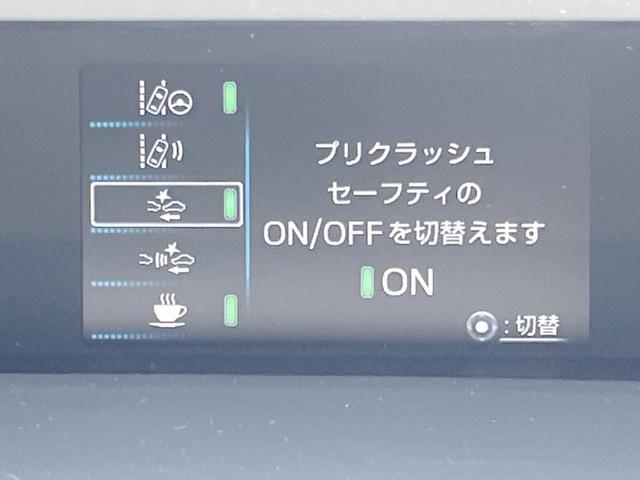 プリクラッシュ
セーフティの
ON/OFFを切替えます
ON
:切替